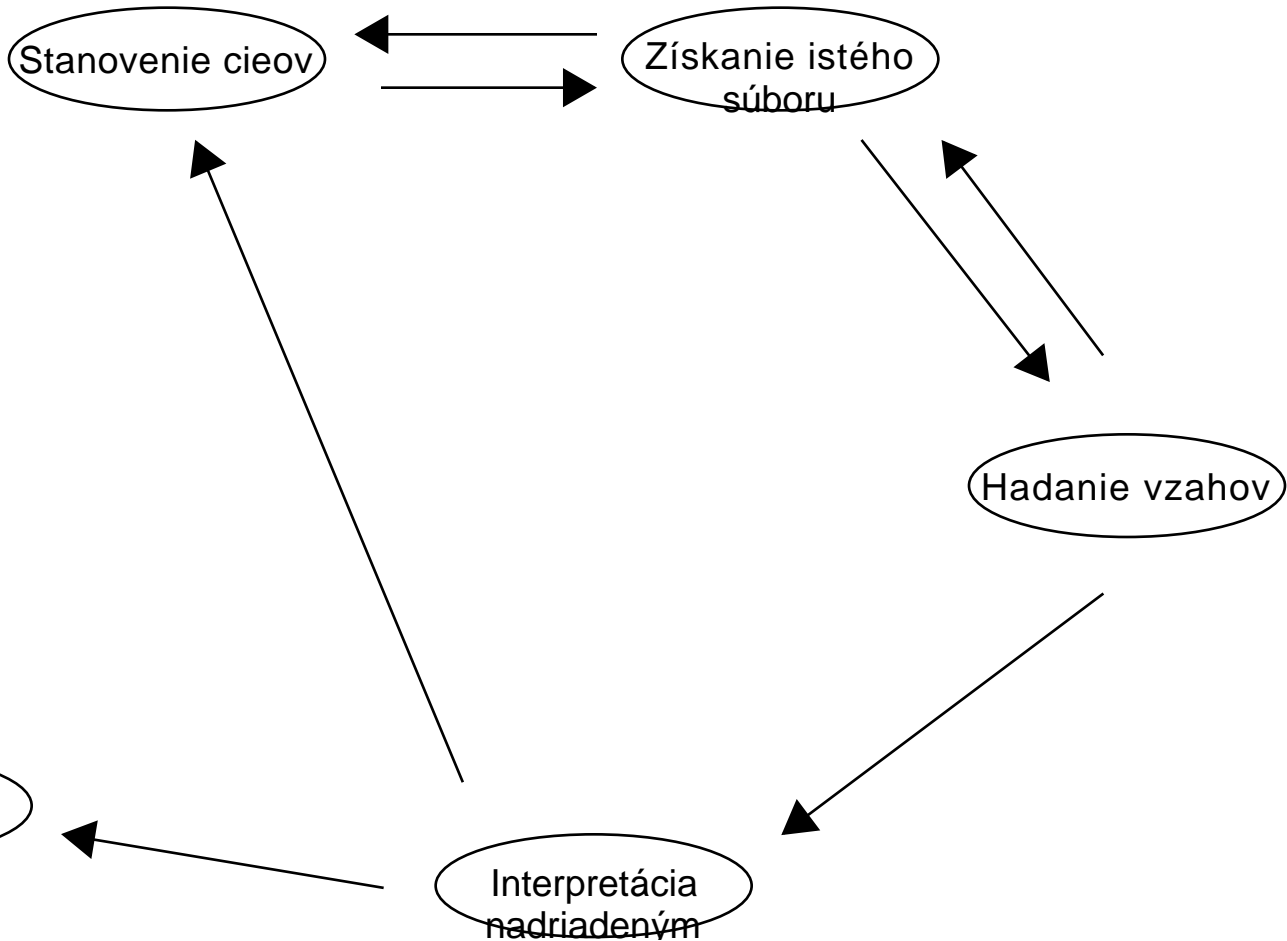 Stanovenie cieov
Získanie istého
súboru
Hadanie vzahov
Interpretácia
nadriadeným